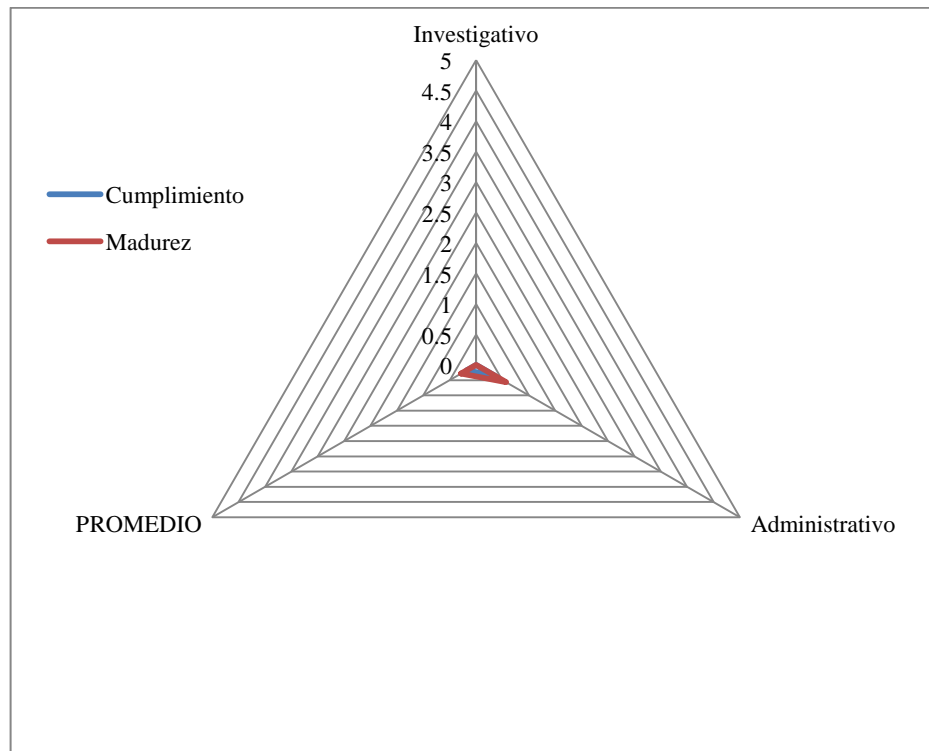 Investigativo
5
4.5
4
3.5
3
2.5
2
1.5
1
0.5
0
Cumplimiento
Madurez
PROMEDIO
Administrativo